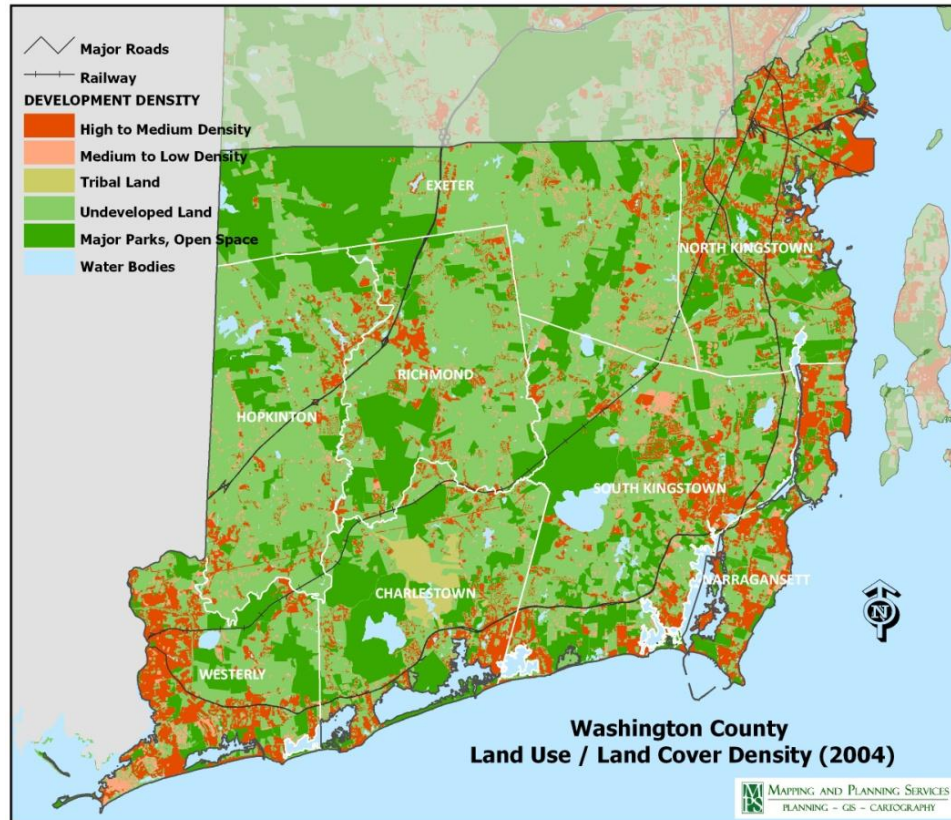 Major Roads
Railway
DEVELOPMENT DENSITY
High to Medium Density
Medium to Low Density
Tribal Land
Undeveloped Land
Major Parks, Open Space
Water Bodies
EXETER
NORTH KINGSTOWN
RICHMOND
HOPKINTON
SOUTH KINGSTOWN
NARRAGANSETT
CHARLESTOWN
WESTERLY
N
Washington County
Land Use / Land Cover Density (2004)
MPS
MAPPING AND PLANNING SERVICES
PLANNING - GIS - CARTOGRAPHY